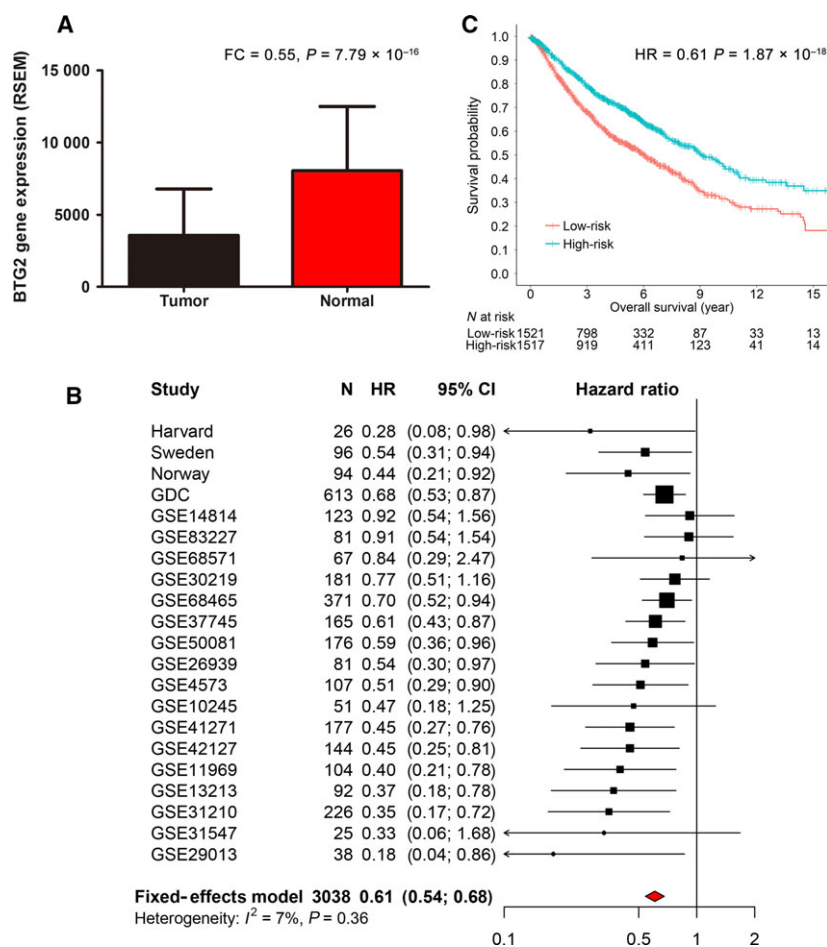 A
FC = 0.55, P = 7.79 × 10⁻¹⁶
BTG2 gene expression (RSEM)
15 000
10 000
5000
0
Tumor Normal
C
HR = 0.61 P = 1.87 × 10⁻¹⁸
Survival probability
1.0
0.9
0.8
0.7
0.6
0.5
0.4
0.3
0.2
0.1
0.0
Low-risk
High-risk
0 3 6 9 12 15
Overall survival (year)
N at risk
Low-risk 1521 798 332 87 33 13
High-risk 1517 919 411 123 41 14
B
Study N HR 95% CI Hazard ratio
Harvard 26 0.28 (0.08; 0.98)
Sweden 96 0.54 (0.31; 0.94)
Norway 94 0.44 (0.21; 0.92)
GDC 613 0.68 (0.53; 0.87)
GSE14814 123 0.92 (0.54; 1.56)
GSE83227 81 0.91 (0.54; 1.54)
GSE68571 67 0.84 (0.29; 2.47)
GSE30219 181 0.77 (0.51; 1.16)
GSE68465 371 0.70 (0.52; 0.94)
GSE37745 165 0.61 (0.43; 0.87)
GSE50081 176 0.59 (0.36; 0.96)
GSE26939 81 0.54 (0.30; 0.97)
GSE4573 107 0.51 (0.29; 0.90)
GSE10245 51 0.47 (0.18; 1.25)
GSE41271 177 0.45 (0.27; 0.76)
GSE42127 144 0.45 (0.25; 0.81)
GSE11969 104 0.40 (0.21; 0.78)
GSE13213 92 0.37 (0.18; 0.78)
GSE31210 226 0.35 (0.17; 0.72)
GSE31547 25 0.33 (0.06; 1.68)
GSE29013 38 0.18 (0.04; 0.86)
Fixed-effects model 3038 0.61 (0.54; 0.68)
Heterogeneity: I² = 7%, P = 0.36
0.1 0.5 1 2